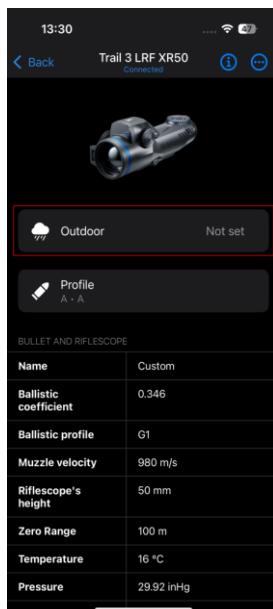 13:30
47
Back
Trail 3 LRF XR50
Connected
Outdoor
Not set
Profile
A • A
BULLET AND RIFLESCOPE
Name
Custom
Ballistic
coefficient
0.346
Ballistic profile
G1
Muzzle velocity
980 m/s
Riflescope's
height
50 mm
Zero Range
100 m
Temperature
16 °C
Pressure
29.92 inHg